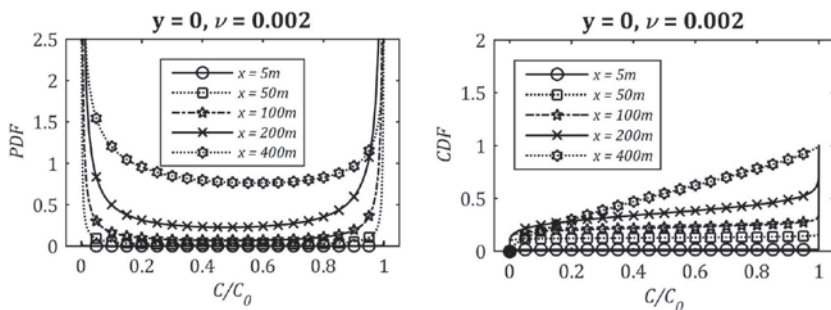 y = 0, ν = 0.002
2.5
2
1.5
1
0.5
0
PDF
x = 5m
x = 50m
x = 100m
x = 200m
x = 400m
0 0.2 0.4 0.6 0.8 1
C/C0
y = 0, ν = 0.002
2
1.5
1
0.5
0
CDF
x = 5m
x = 50m
x = 100m
x = 200m
x = 400m
0 0.2 0.4 0.6 0.8 1
C/C0